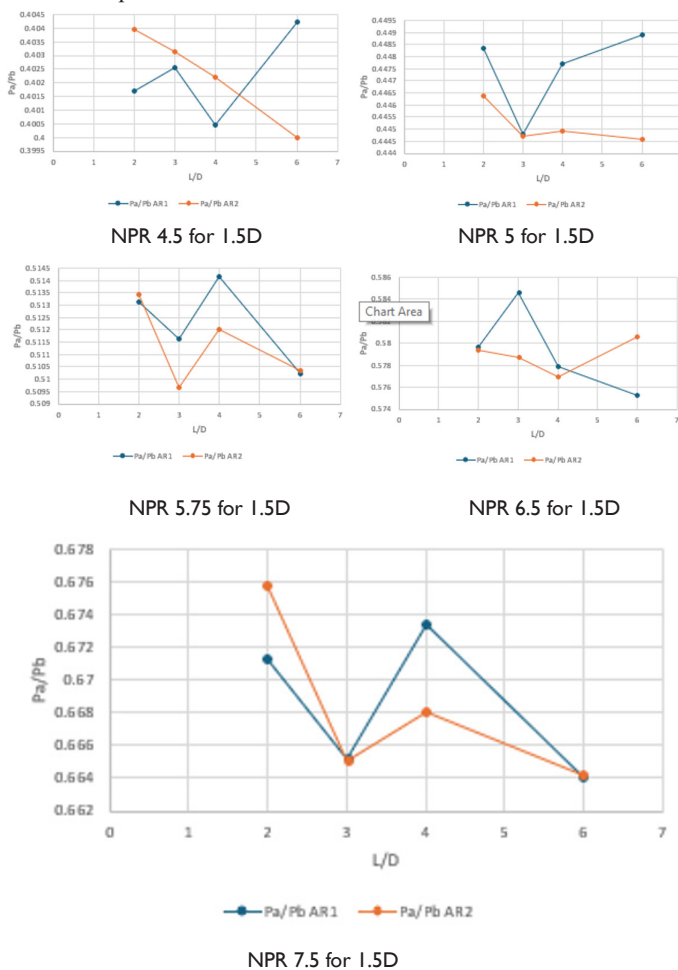 0.4045
0.404
0.4035
0.403
0.4025
0.402
0.4015
0.401
0.4005
0.4
0.3995
Pa/Pb
0 1 2 3 4 5 6 7
L/D
Pa/Pb AR1 Pa/Pb AR2
NPR 4.5 for 1.5D
0.4495
0.449
0.4485
0.448
0.4475
0.447
0.4465
0.446
0.4455
0.445
0.4445
0.444
Pa/Pb
0 1 2 3 4 5 6 7
L/D
Pa/Pb AR1 Pa/Pb AR2
NPR 5 for 1.5D
0.5145
0.514
0.5135
0.513
0.5125
0.512
0.5115
0.511
0.5105
0.51
0.5095
0.509
Pa/Pb
0 1 2 3 4 5 6 7
L/D
Pa/Pb AR1 Pa/Pb AR2
NPR 5.75 for 1.5D
0.586
0.584
Chart Area
0.58
0.578
0.576
0.574
Pa/Pb
0 1 2 3 4 5 6 7
L/D
Pa/Pb AR1 Pa/Pb AR2
NPR 6.5 for 1.5D
0.678
0.676
0.674
0.672
0.67
0.668
0.666
0.664
0.662
Pa/Pb
0 1 2 3 4 5 6 7
L/D
Pa/Pb AR1 Pa/Pb AR2
NPR 7.5 for 1.5D